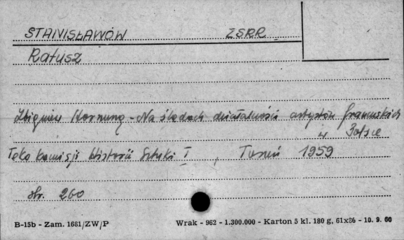 STANISŁAWÓW ZSRR
Ratusz
Zbigniew Hornung - Na śladach działalności artystów francuskich
w Polsce
Teka Komisji Historii Sztuki I, Toruń 1959
str. 260
B-15b - Zam. 1661/ZW/P Wrak - 962 - 1.300.000 - Karton 5 kl. 180 g, 61x86 - 10. 9. 60